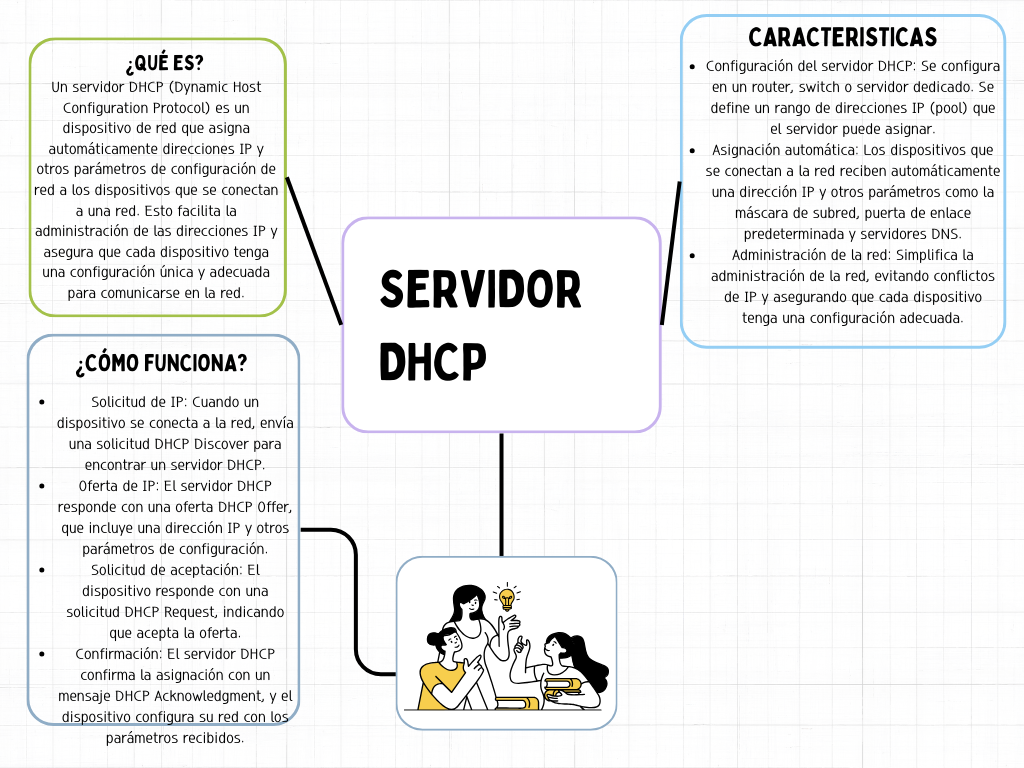 ¿QUÉ ES?
Un servidor DHCP (Dynamic Host
Configuration Protocol) es un
dispositivo de red que asigna
automáticamente direcciones IP y
otros parámetros de configuración de
red a los dispositivos que se conectan
a una red. Esto facilita la
administración de las direcciones IP y
asegura que cada dispositivo tenga
una configuración única y adecuada
para comunicarse en la red.
¿CÓMO FUNCIONA?
• Solicitud de IP: Cuando un
dispositivo se conecta a la red, envía
una solicitud DHCP Discover para
encontrar un servidor DHCP.
• Oferta de IP: El servidor DHCP
responde con una oferta DHCP Offer,
que incluye una dirección IP y otros
parámetros de configuración.
• Solicitud de aceptación: El
dispositivo responde con una
solicitud DHCP Request, indicando
que acepta la oferta.
• Confirmación: El servidor DHCP
confirma la asignación con un
mensaje DHCP Acknowledgment, y el
dispositivo configura su red con los
parámetros recibidos.
SERVIDOR
DHCP
CARACTERISTICAS
• Configuración del servidor DHCP: Se configura
en un router, switch o servidor dedicado. Se
define un rango de direcciones IP (pool) que
el servidor puede asignar.
• Asignación automática: Los dispositivos que
se conectan a la red reciben automáticamente
una dirección IP y otros parámetros como la
máscara de subred, puerta de enlace
predeterminada y servidores DNS.
• Administración de la red: Simplifica la
administración de la red, evitando conflictos
de IP y asegurando que cada dispositivo
tenga una configuración adecuada.